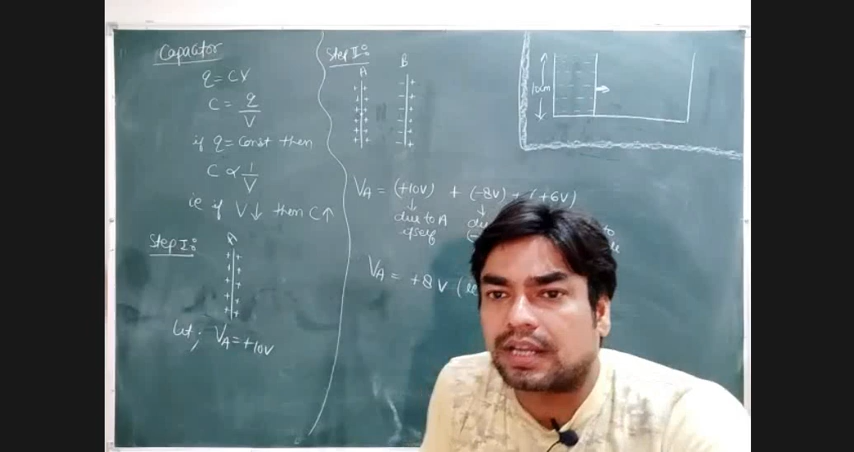 Capacitor
q = CV
C = q/V
if q = Const then
C ∝ 1/V
ie if V↓ then C↑
Step I:
A
+ +
+ +
+ +
+ +
+ +
+ +
Let; VA = +10V
Step II:
A B
VA = (+10V) + (-8V) + (+6V)
due to A itself
VA = +8V
10cm